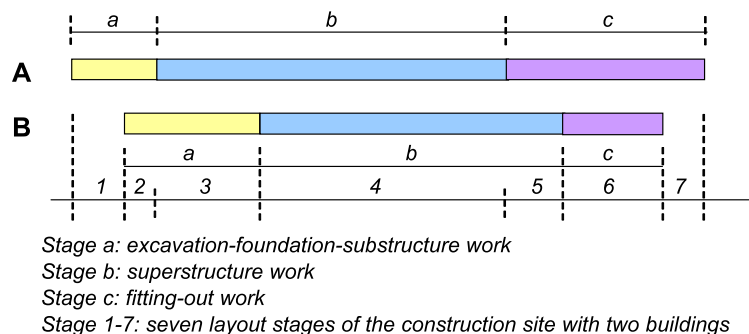 a b c
A
B
a b c
1 2 3 4 5 6 7
Stage a: excavation-foundation-substructure work
Stage b: superstructure work
Stage c: fitting-out work
Stage 1-7: seven layout stages of the construction site with two buildings